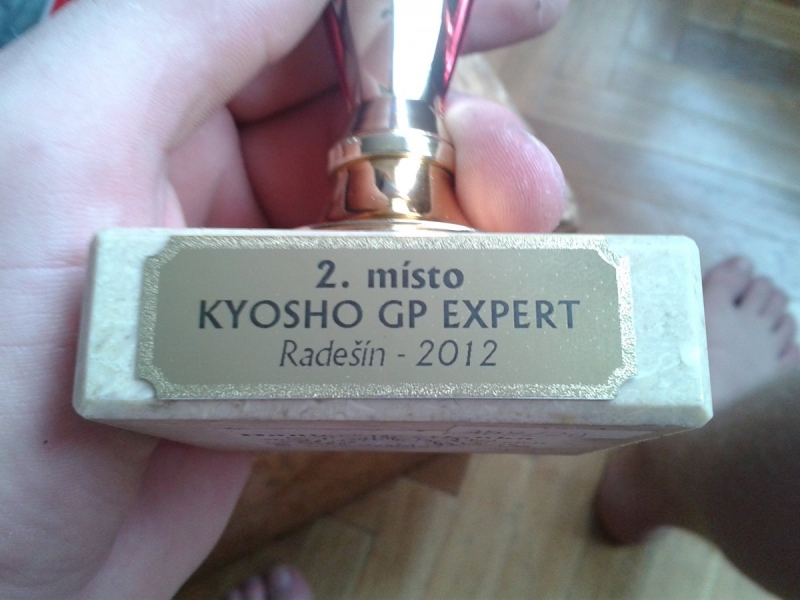 2. místo
KYOSHO GP EXPERT
Radešín - 2012